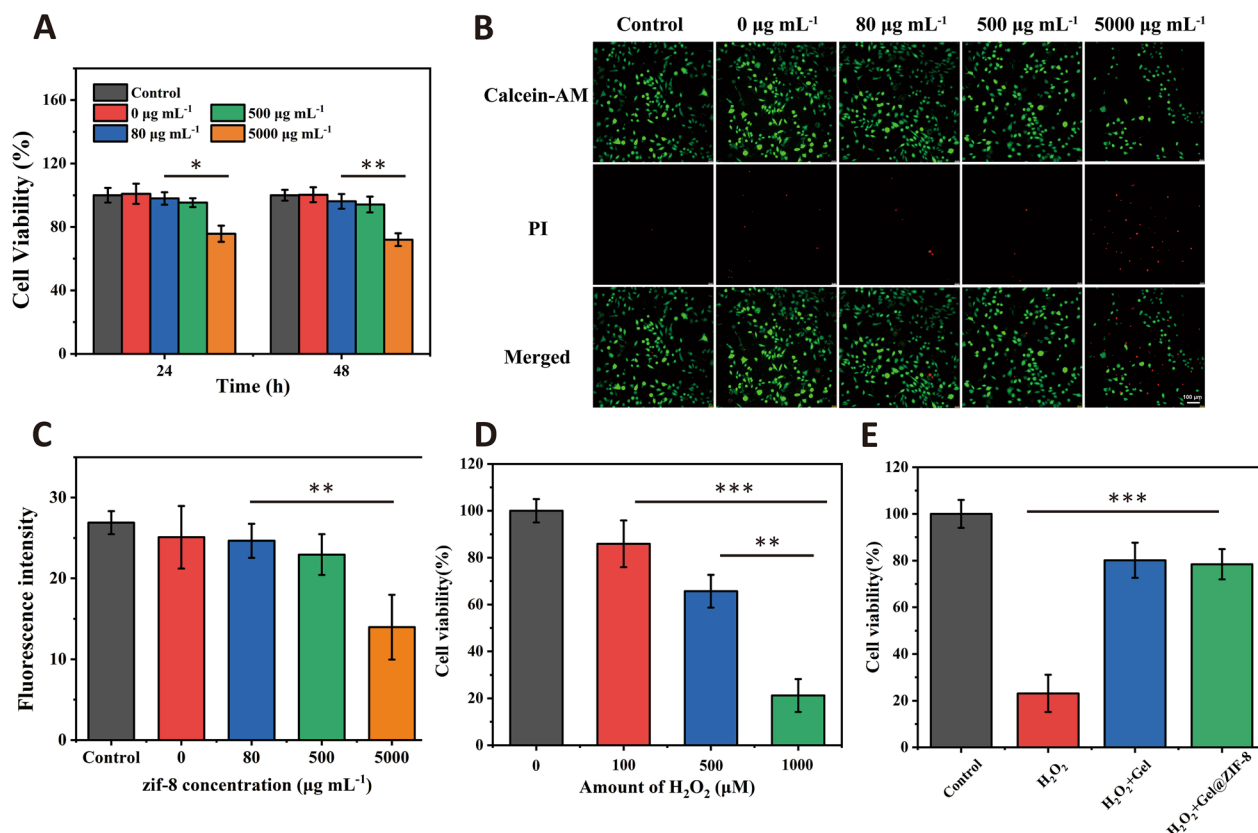 A
Cell Viability (%)
160
120
80
40
0
Control
0 μg mL⁻¹
500 μg mL⁻¹
80 μg mL⁻¹
5000 μg mL⁻¹
*
**
24
48
Time (h)
B
Control
0 μg mL⁻¹
80 μg mL⁻¹
500 μg mL⁻¹
5000 μg mL⁻¹
Calcein-AM
PI
Merged
100 μm
C
Fluorescence intensity
30
20
10
0
**
Control
0
80
500
5000
zif-8 concentration (μg mL⁻¹)
D
Cell viability(%)
120
100
80
60
40
20
0
***
**
0
100
500
1000
Amount of H₂O₂ (μM)
E
Cell viability(%)
120
100
80
60
40
20
0
***
Control
H₂O₂
H₂O₂+Gel
H₂O₂+Gel@ZIF-8